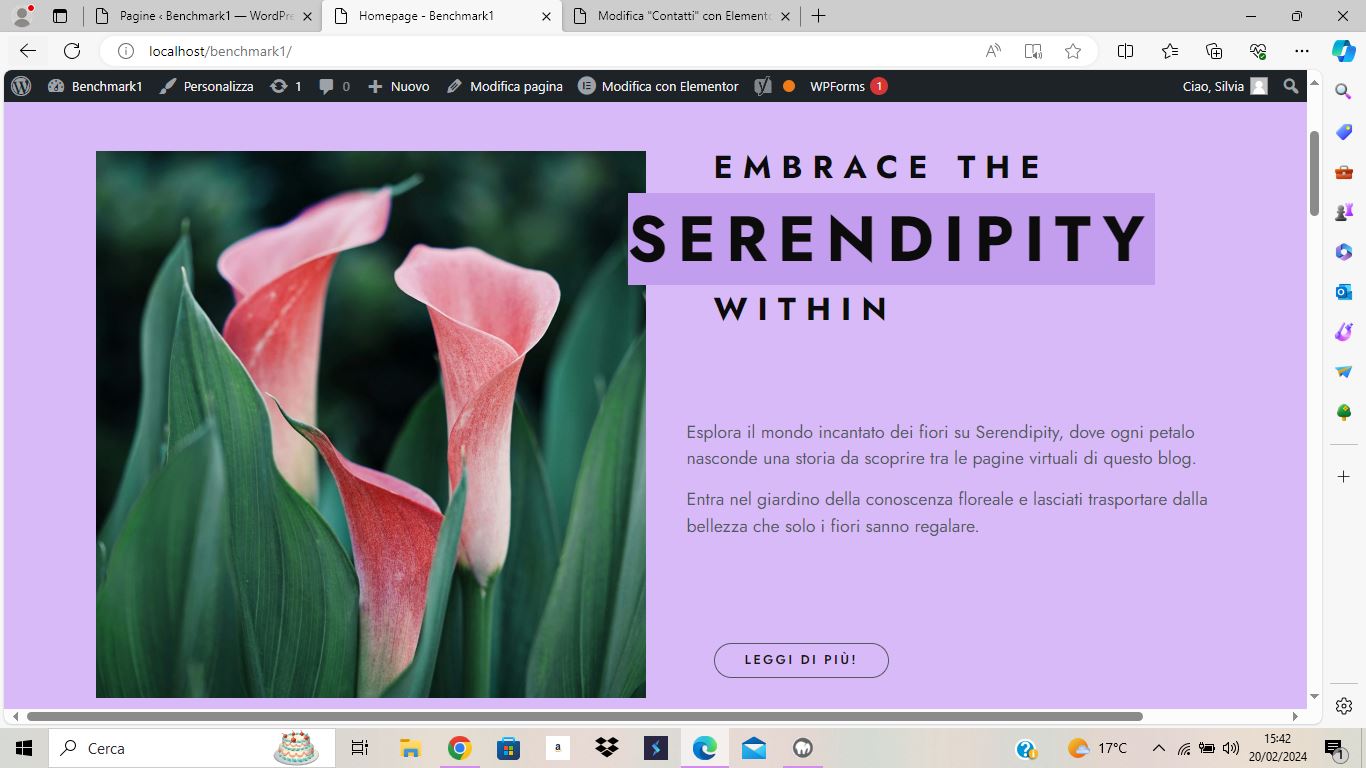 Pagine ‹ Benchmark1 — WordPre
Homepage - Benchmark1
Modifica "Contatti" con Elemento
localhost/benchmark1/
Benchmark1
Personalizza
1
0
Nuovo
Modifica pagina
Modifica con Elementor
WPForms
1
Ciao, Silvia
EMBRACE THE
SERENDIPITY
WITHIN
Esplora il mondo incantato dei fiori su Serendipity, dove ogni petalo
nasconde una storia da scoprire tra le pagine virtuali di questo blog.
Entra nel giardino della conoscenza floreale e lasciati trasportare dalla
bellezza che solo i fiori sanno regalare.
LEGGI DI PIÙ!
Cerca
a
17°C
15:42
20/02/2024
1